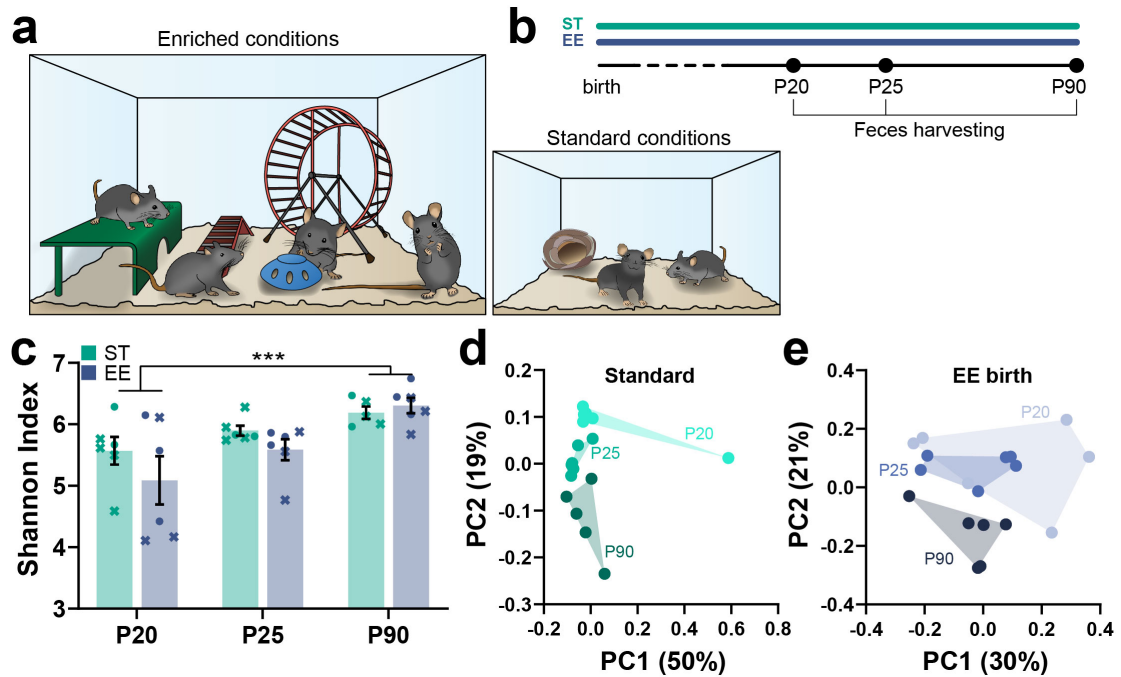 a
Enriched conditions
Standard conditions
b
ST
EE
birth
P20
P25
P90
Feces harvesting
c
ST
EE
***
Shannon Index
7
6
5
4
3
P20
P25
P90
d
Standard
PC2 (19%)
0.2
0.1
0.0
-0.1
-0.2
-0.3
P20
P25
P90
-0.2
0.0
0.2
0.4
0.6
0.8
PC1 (50%)
e
EE birth
PC2 (21%)
0.4
0.2
0.0
-0.2
-0.4
P20
P25
P90
-0.4
-0.2
0.0
0.2
0.4
PC1 (30%)